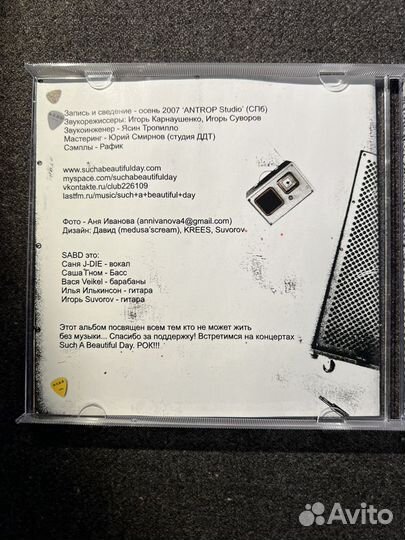 Запись и сведение - осень 2007 'ANTROP Studio' (СПб)
Звукорежиссеры: Игорь Карнаушенко, Игорь Суворов
Звукоинженер - Ясин Тропилло
Мастеринг - Юрий Смирнов (студия ДДТ)
Сэмплы - Рафик
www.suchabeautifulday.com
myspace.com/suchabeautifulday
vkontakte.ru/club226109
lastfm.ru/music/such+a+beautiful+day
Фото - Аня Иванова (annivanova4@gmail.com)
Дизайн: Давид (medusa'scream), KREES, Suvorov
SABD это:
Саня J-DIE - вокал
Саша Гном - Басс
Вася Veikel - барабаны
Илья Илькинсон - гитара
Игорь Suvorov - гитара
Этот альбом посвящен всем тем кто не может жить
без музыки... Спасибо за поддержку! Встретимся на концертах
Such A Beautiful Day. РОК!!!
Avito